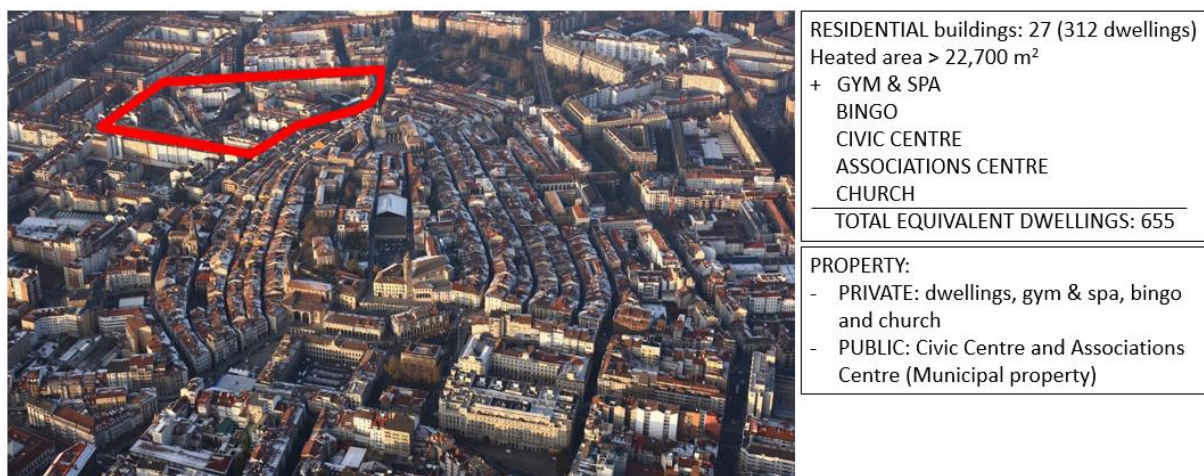 RESIDENTIAL buildings: 27 (312 dwellings)
Heated area > 22,700 m²
+ GYM & SPA
BINGO
CIVIC CENTRE
ASSOCIATIONS CENTRE
CHURCH
TOTAL EQUIVALENT DWELLINGS: 655
PROPERTY:
- PRIVATE: dwellings, gym & spa, bingo
and church
- PUBLIC: Civic Centre and Associations
Centre (Municipal property)